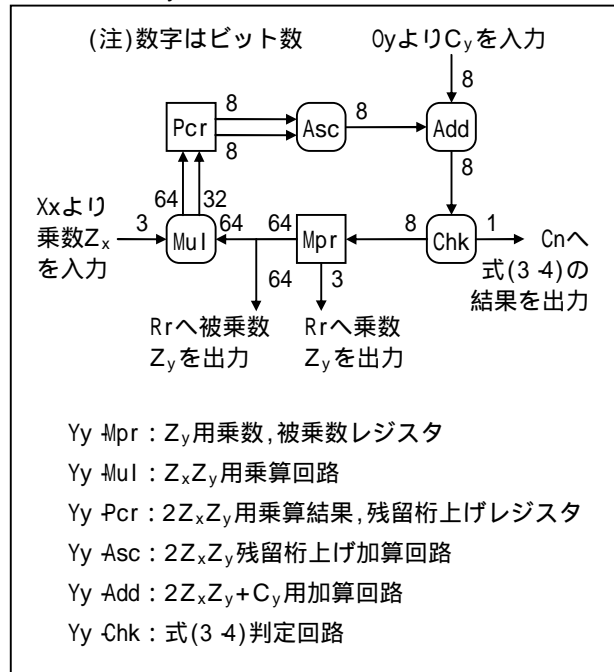 (注)数字はビット数
OyよりCyを入力
8
8
8
8
8
Pcr
Asc
Add
64
32
8
Xxより
乗数Zx
を入力
3
64
64
8
1
Mul
Mpr
Chk
64
3
Cnへ
式(3-4)の
結果を出力
Rrへ被乗数
Zyを出力
Rrへ乗数
Zyを出力
Yy-Mpr:Zy用乗数,被乗数レジスタ
Yy-Mul:ZxZy用乗算回路
Yy-Pcr:2ZxZy用乗算結果,残留桁上げレジスタ
Yy-Asc:2ZxZy残留桁上げ加算回路
Yy-Add:2ZxZy+Cy用加算回路
Yy-Chk:式(3-4)判定回路